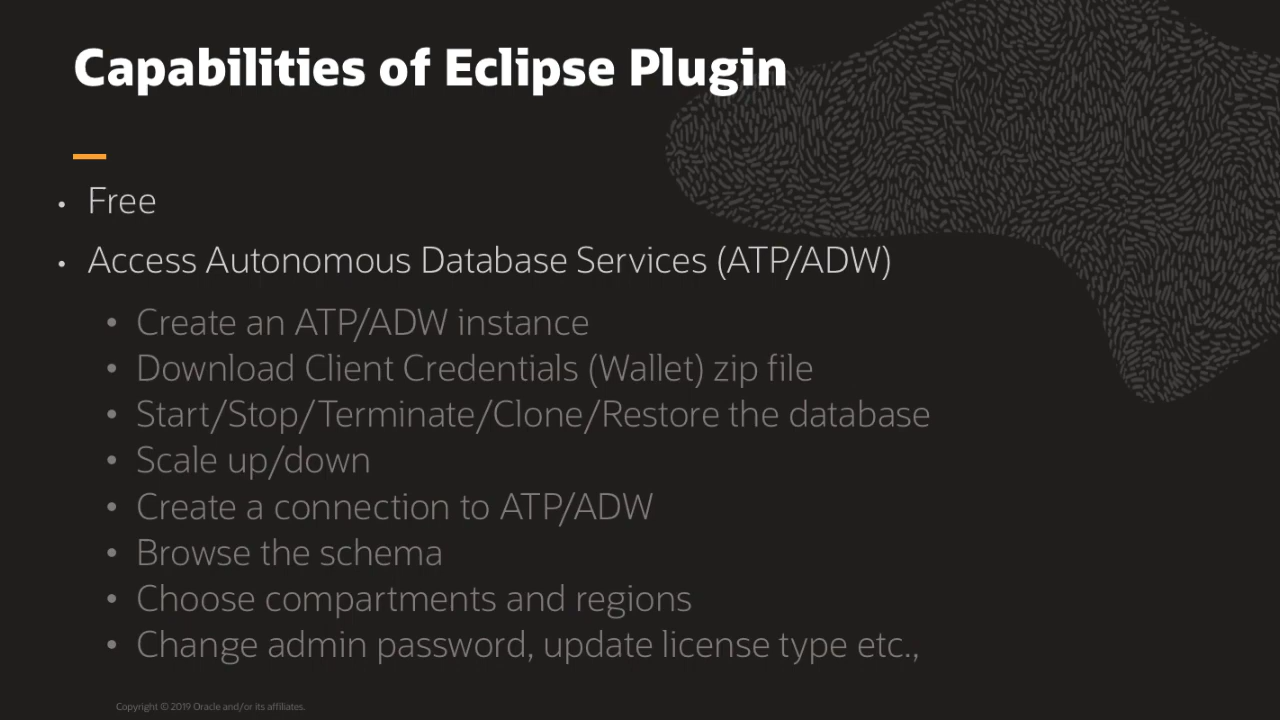 Capabilities of Eclipse Plugin
• Free
• Access Autonomous Database Services (ATP/ADW)
• Create an ATP/ADW instance
• Download Client Credentials (Wallet) zip file
• Start/Stop/Terminate/Clone/Restore the database
• Scale up/down
• Create a connection to ATP/ADW
• Browse the schema
• Choose compartments and regions
• Change admin password, update license type etc.,
Copyright © 2019 Oracle and/or its affiliates.